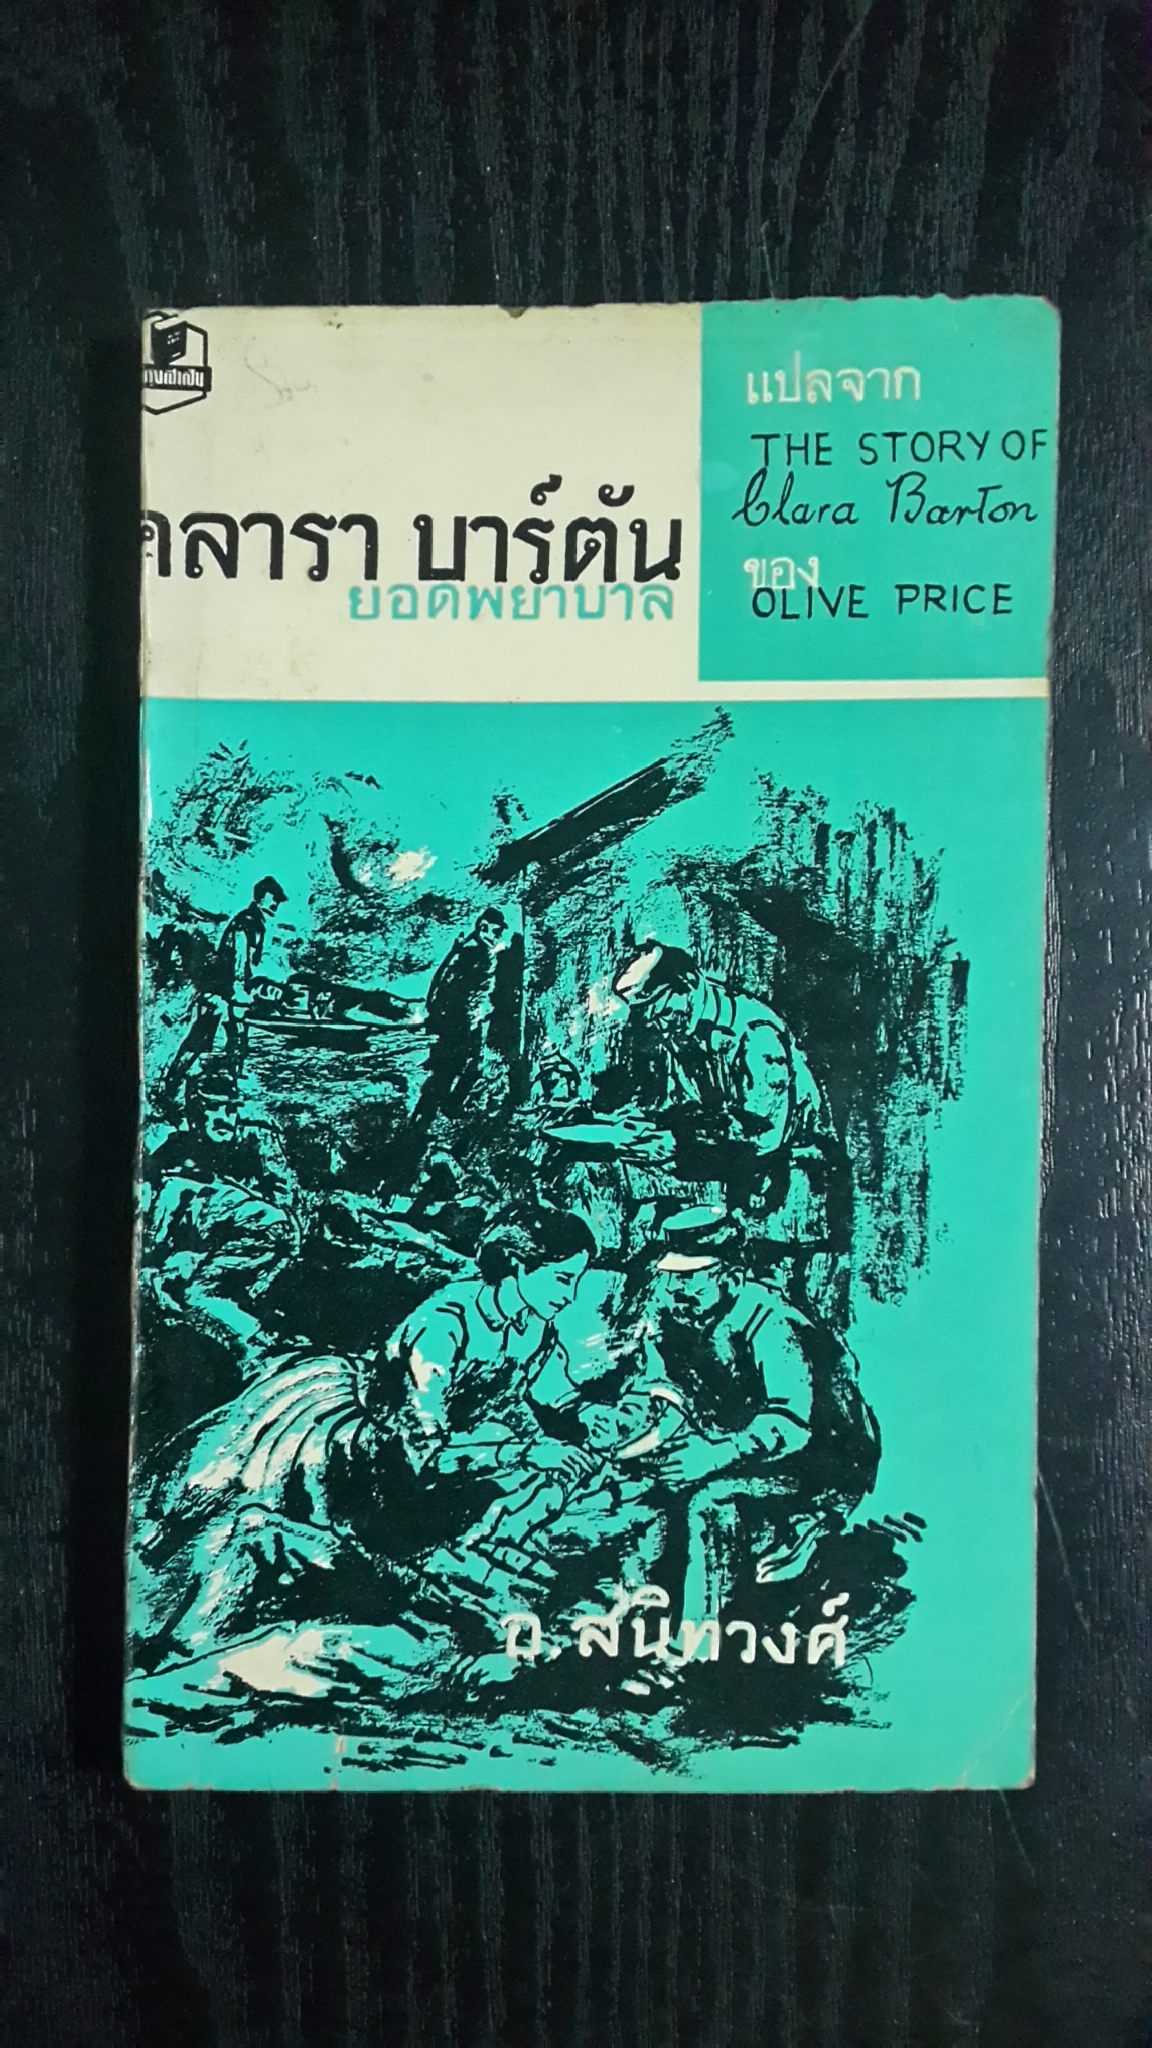 แปลจาก
THE STORY OF
Clara Barton
ของ
OLIVE PRICE
คลารา บาร์ตัน
ยอดพยาบาล
อ. สนิทวงศ์